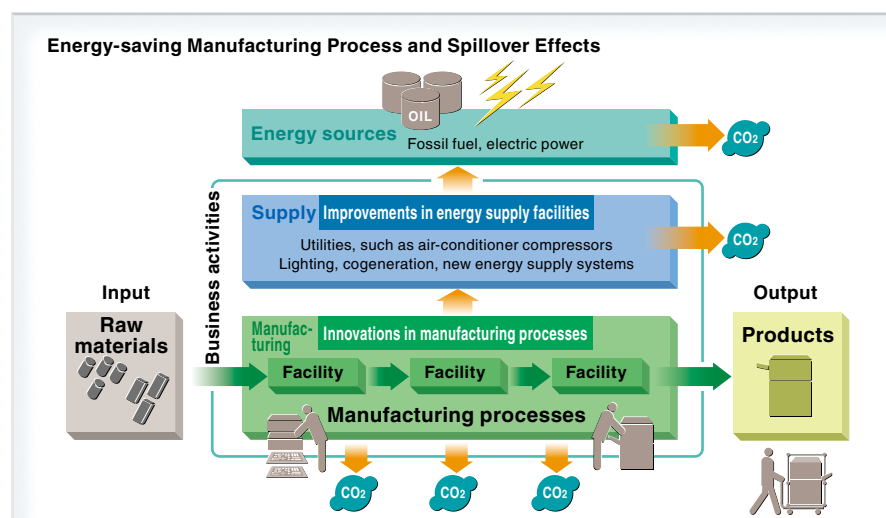 Energy-saving Manufacturing Process and Spillover Effects
OIL
Energy sources
Fossil fuel, electric power
CO2
Business activities
Supply
Improvements in energy supply facilities
Utilities, such as air-conditioner compressors
Lighting, cogeneration, new energy supply systems
CO2
Input
Raw
materials
Manufac-
turing
Innovations in manufacturing processes
Facility
Facility
Facility
Manufacturing processes
CO2
CO2
CO2
Output
Products